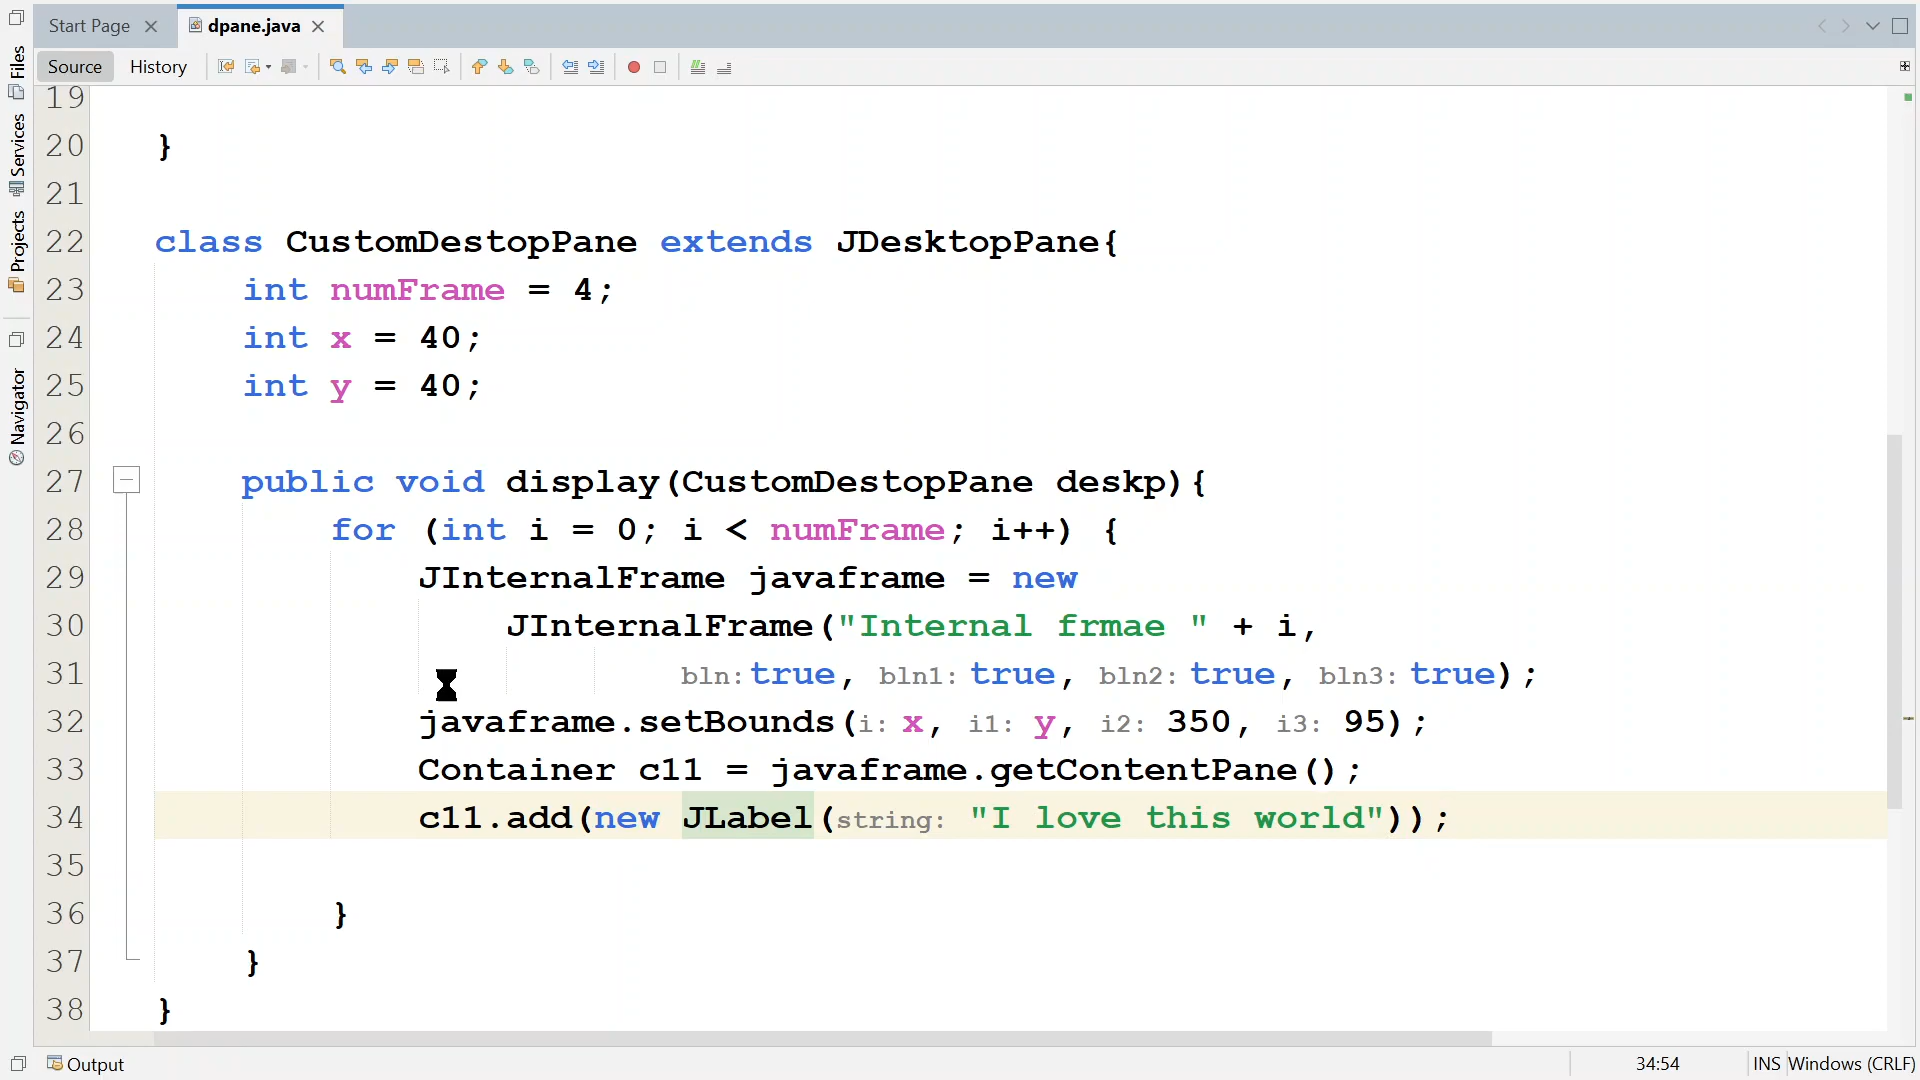 Start Page
dpane.java
Source
History
Files
Services
Projects
Navigator
19
20 }
21
22 class CustomDestopPane extends JDesktopPane{
23 int numFrame = 4;
24 int x = 40;
25 int y = 40;
26
27 public void display(CustomDestopPane deskp){
28 for (int i = 0; i < numFrame; i++) {
29 JInternalFrame javaframe = new
30 JInternalFrame("Internal frmae " + i,
31 bln: true, bln1: true, bln2: true, bln3: true);
32 javaframe.setBounds(i: x, i1: y, i2: 350, i3: 95);
33 Container c11 = javaframe.getContentPane();
34 c11.add(new JLabel(string: "I love this world"));
35
36 }
37 }
38 }
Output
34:54
INS
Windows (CRLF)